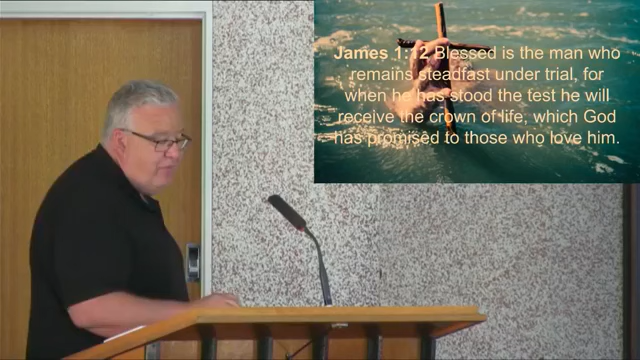 James 1:12 Blessed is the man who
remains steadfast under trial, for
when he has stood the test he will
receive the crown of life, which God
has promised to those who love him.